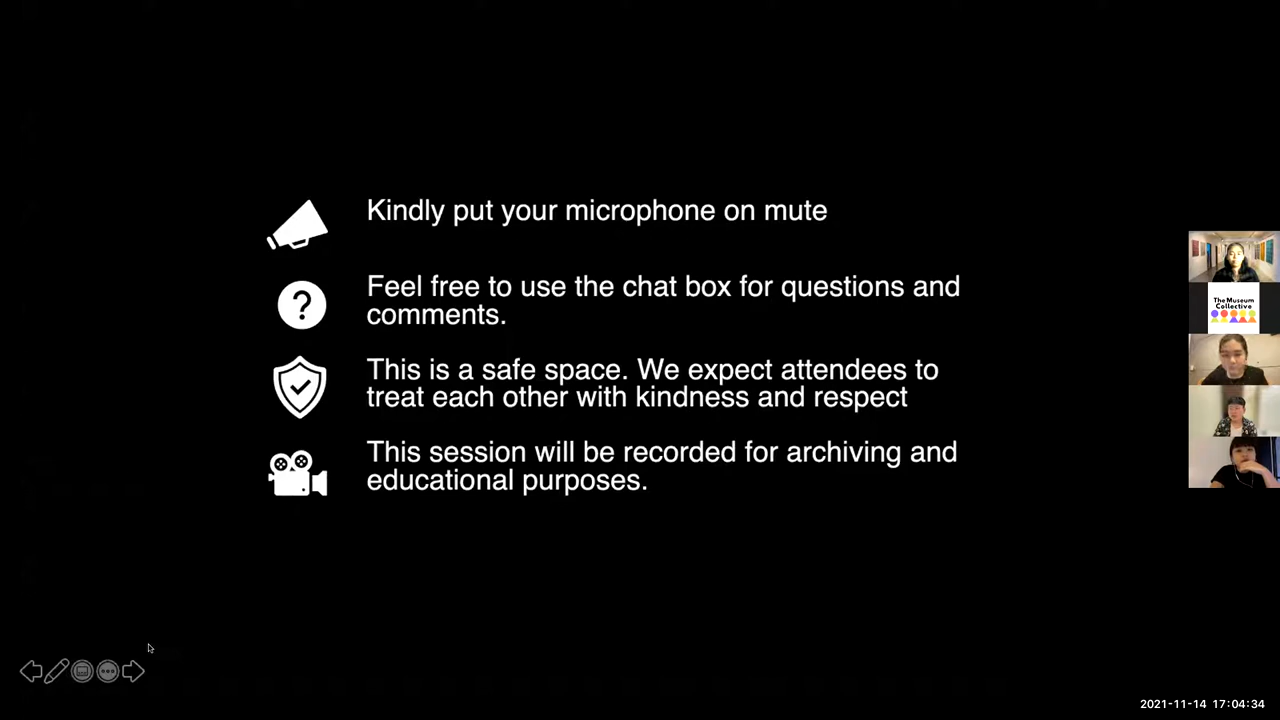 Kindly put your microphone on mute
?
Feel free to use the chat box for questions and
comments.
This is a safe space. We expect attendees to
treat each other with kindness and respect
This session will be recorded for archiving and
educational purposes.
The Museum
Collective
2021-11-14 17:04:34